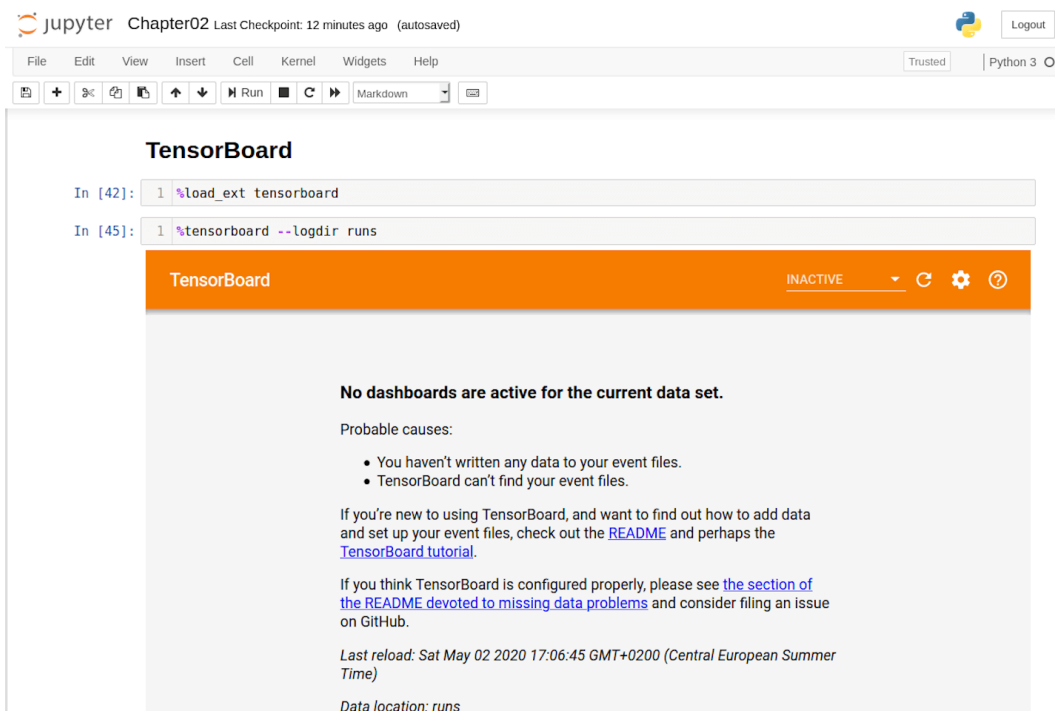 jupyter Chapter02 Last Checkpoint: 12 minutes ago (autosaved) Logout
File Edit View Insert Cell Kernel Widgets Help Trusted Python 3
Run Markdown
TensorBoard
In [42]: 1 %load_ext tensorboard
In [45]: 1 %tensorboard --logdir runs
TensorBoard INACTIVE
No dashboards are active for the current data set.
Probable causes:
• You haven’t written any data to your event files.
• TensorBoard can’t find your event files.
If you’re new to using TensorBoard, and want to find out how to add data
and set up your event files, check out the README and perhaps the
TensorBoard tutorial.
If you think TensorBoard is configured properly, please see the section of
the README devoted to missing data problems and consider filing an issue
on GitHub.
Last reload: Sat May 02 2020 17:06:45 GMT+0200 (Central European Summer
Time)
Data location: runs